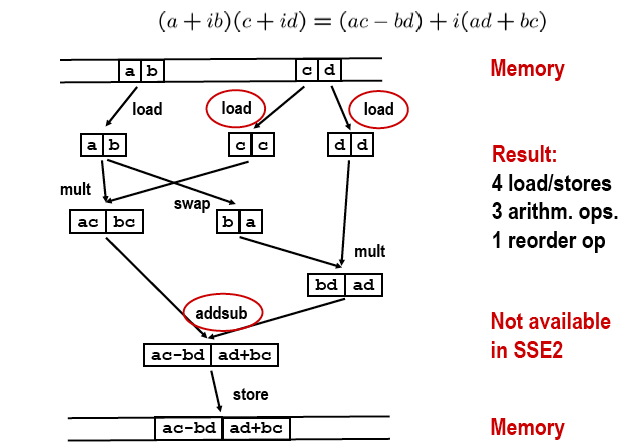 (a + ib)(c + id) = (ac − bd) + i(ad + bc)
a b
c d
Memory
load
load
load
a b
c c
d d
Result:
4 load/stores
3 arithm. ops.
1 reorder op
mult
swap
ac bc
b a
mult
bd ad
addsub
Not available
in SSE2
ac-bd ad+bc
store
ac-bd ad+bc
Memory